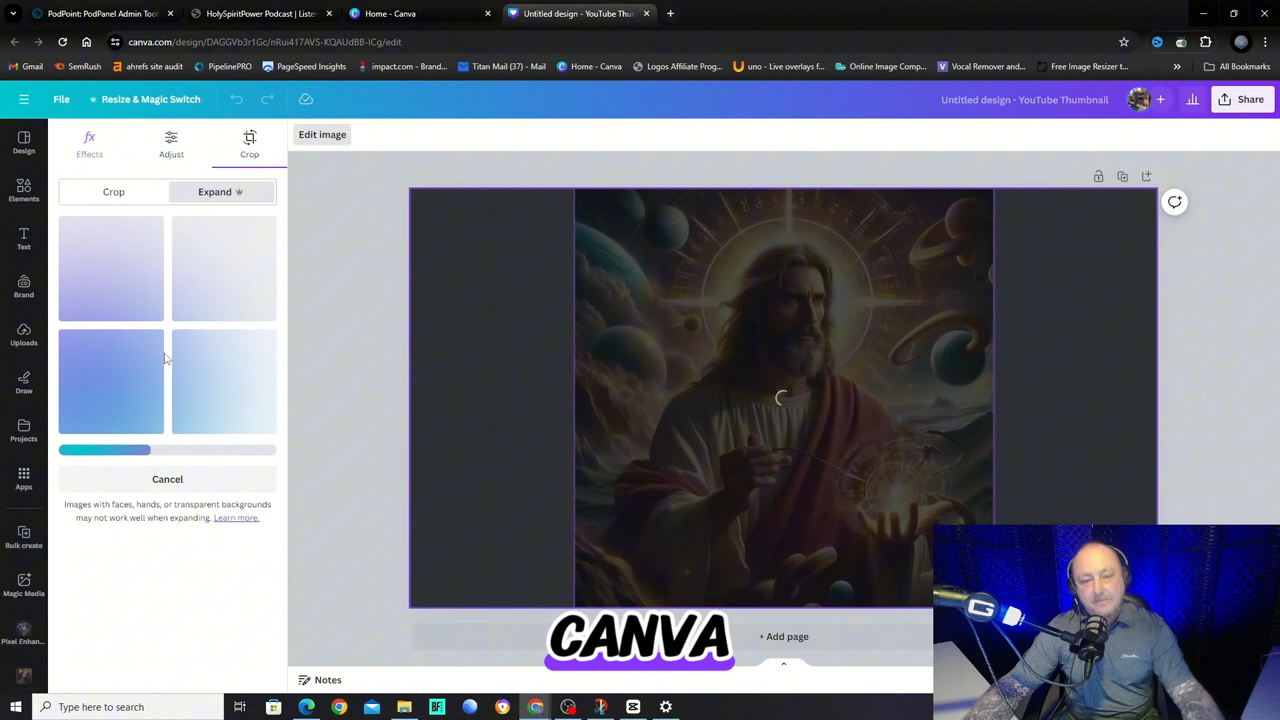 PodPoint: PodPanel Admin Tool
HolySpiritPower Podcast | Listen
Home - Canva
Untitled design - YouTube Thum
canva.com/design/DAGGVb3r1Gc/nRui417AVS-KQAUdBB-ICg/edit
Gmail
SemRush
ahrefs site audit
PipelinePRO
PageSpeed Insights
impact.com - Brand...
Titan Mail (37) - Mail
Home - Canva
Logos Affiliate Prog...
uno - Live overlays f...
Online Image Comp...
Vocal Remover and...
Free Image Resizer t...
All Bookmarks
File
Resize & Magic Switch
Untitled design - YouTube Thumbnail
Share
Design
Elements
Text
Brand
Uploads
Draw
Projects
Apps
Bulk create
Magic Media
Pixel Enhan...
Effects
Adjust
Crop
Crop
Expand
Cancel
Images with faces, hands, or transparent backgrounds
may not work well when expanding. Learn more.
Edit image
CANVA
+ Add page
Notes
Type here to search
BF
G